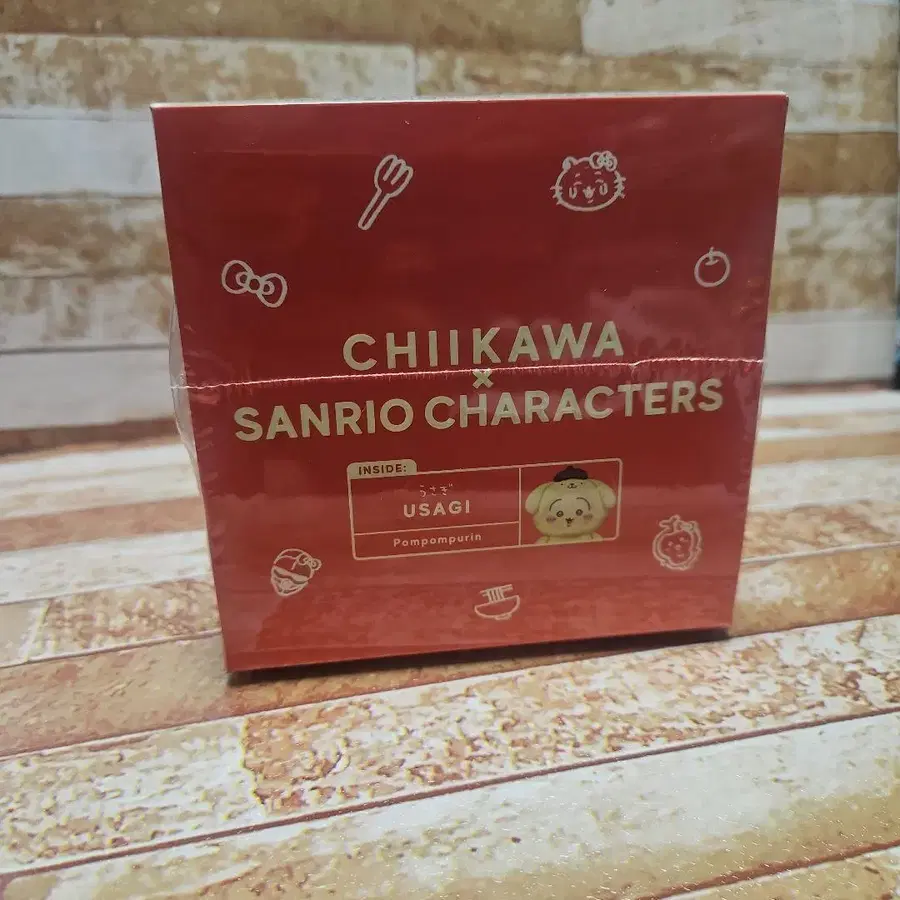 CHIIKAWA
×
SANRIO CHARACTERS
INSIDE:
うさぎ
USAGI
Pompompurin